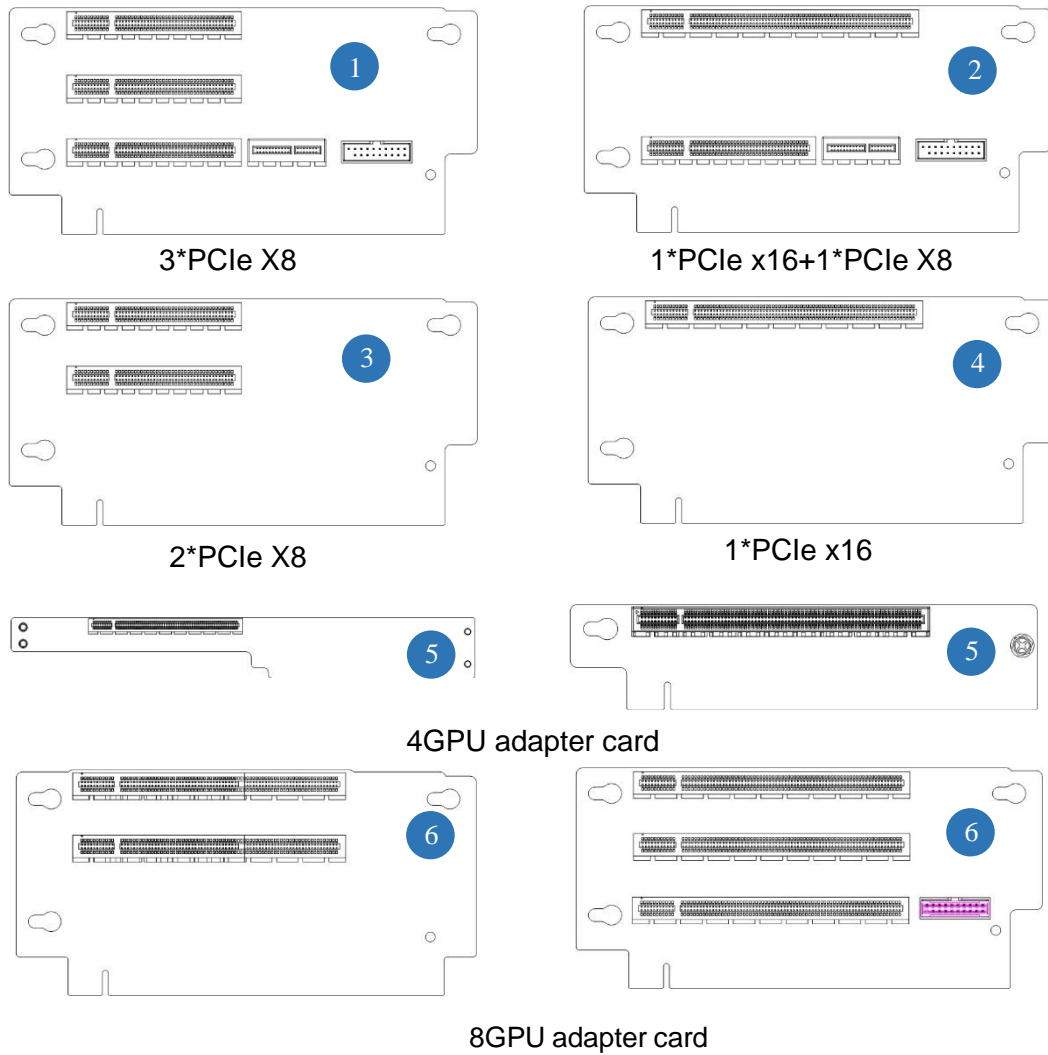 1
2
3*PCIe X8
1*PCIe x16+1*PCIe X8
3
4
2*PCIe X8
1*PCIe x16
5
5
4GPU adapter card
6
6
8GPU adapter card